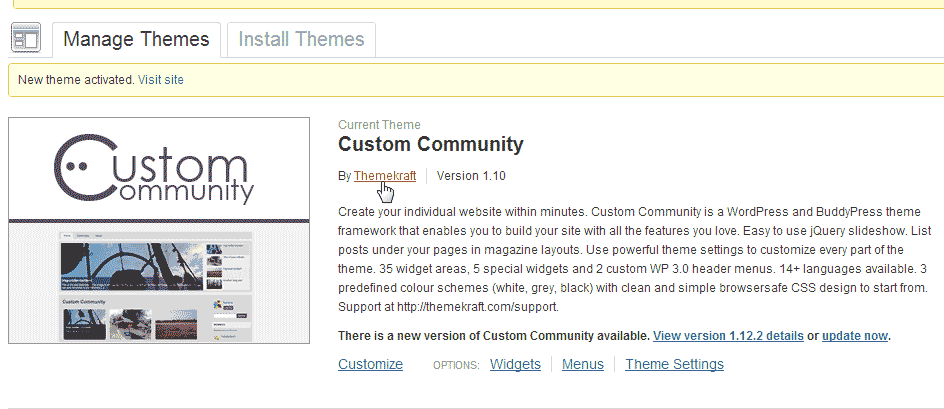 Manage Themes
Install Themes
New theme activated. Visit site
Custom
Community
Current Theme
Custom Community
By Themekraft
Version 1.10
Create your individual website within minutes. Custom Community is a WordPress and BuddyPress theme
framework that enables you to build your site with all the features you love. Easy to use jQuery slideshow. List
posts under your pages in magazine layouts. Use powerful theme settings to customize every part of the
theme. 35 widget areas, 5 special widgets and 2 custom WP 3.0 header menus. 14+ languages available. 3
predefined colour schemes (white, grey, black) with clean and simple browsersafe CSS design to start from.
Support at http://themekraft.com/support.
There is a new version of Custom Community available. View version 1.12.2 details or update now.
Customize
OPTIONS: Widgets Menus Theme Settings
Custom Community